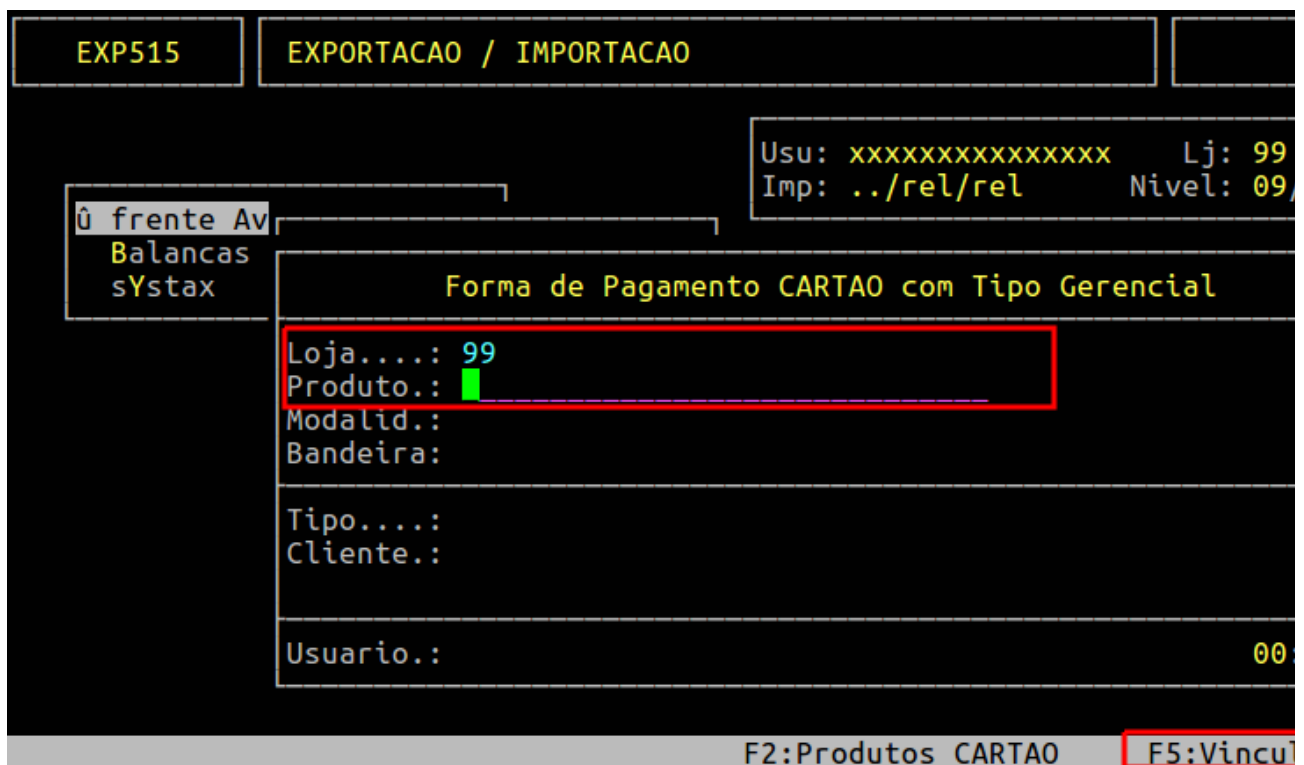 EXP515
EXPORTACAO / IMPORTACAO
Usu: xxxxxxxxxxxxxxx Lj: 99
Imp: ../rel/rel Nivel: 09/
û frente Av
Balancas
sYstax
Forma de Pagamento CARTAO com Tipo Gerencial
Loja....: 99
Produto.:
Modalid.:
Bandeira:
Tipo....:
Cliente.:
Usuario.: 00:
F2:Produtos CARTAO F5:Vincul